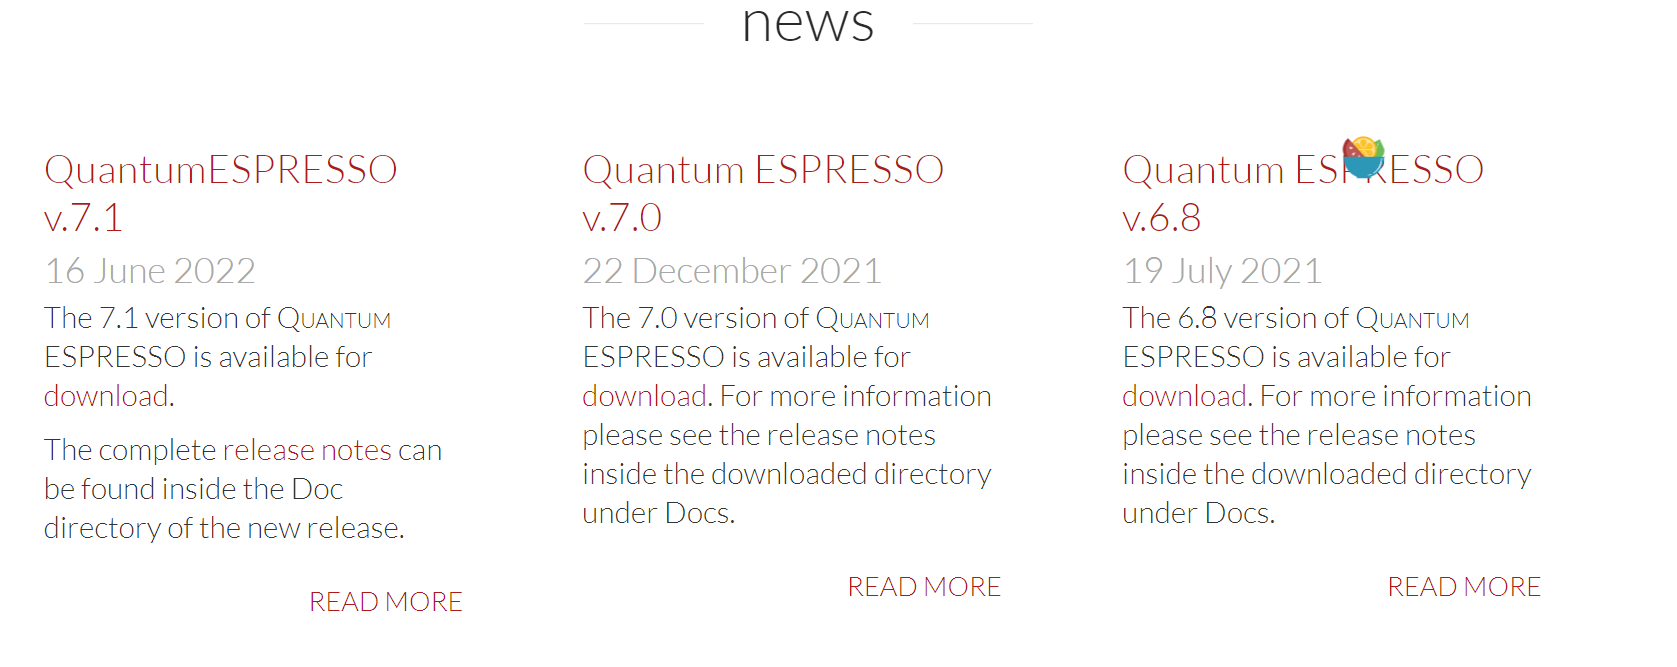 news
QuantumESPRESSO
v.7.1
16 June 2022
The 7.1 version of QUANTUM
ESPRESSO is available for
download.
The complete release notes can
be found inside the Doc
directory of the new release.
READ MORE
Quantum ESPRESSO
v.7.0
22 December 2021
The 7.0 version of QUANTUM
ESPRESSO is available for
download. For more information
please see the release notes
inside the downloaded directory
under Docs.
READ MORE
Quantum ESPRESSO
v.6.8
19 July 2021
The 6.8 version of QUANTUM
ESPRESSO is available for
download. For more information
please see the release notes
inside the downloaded directory
under Docs.
READ MORE